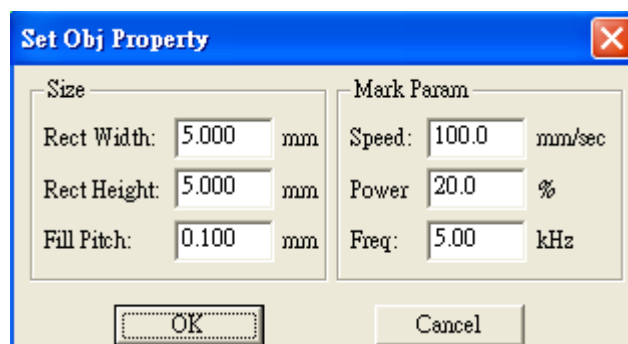 Set Obj Property
Size
Rect Width: 5.000 mm
Rect Height: 5.000 mm
Fill Pitch: 0.100 mm
Mark Param
Speed: 100.0 mm/sec
Power 20.0 %
Freq: 5.00 kHz
OK Cancel